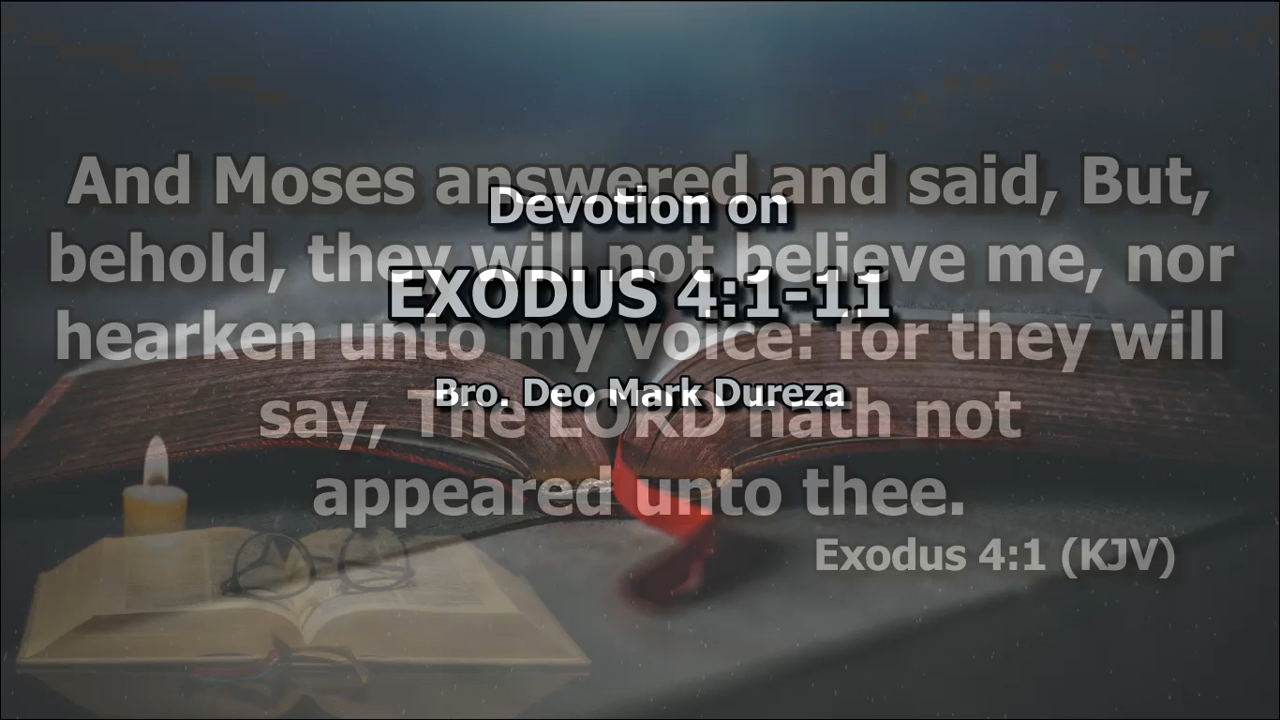 Devotion on
EXODUS 4:1-11
Bro. Deo Mark Dureza
And Moses answered and said, But,
behold, they will not believe me, nor
hearken unto my voice: for they will
say, The LORD hath not
appeared unto thee.
Exodus 4:1 (KJV)